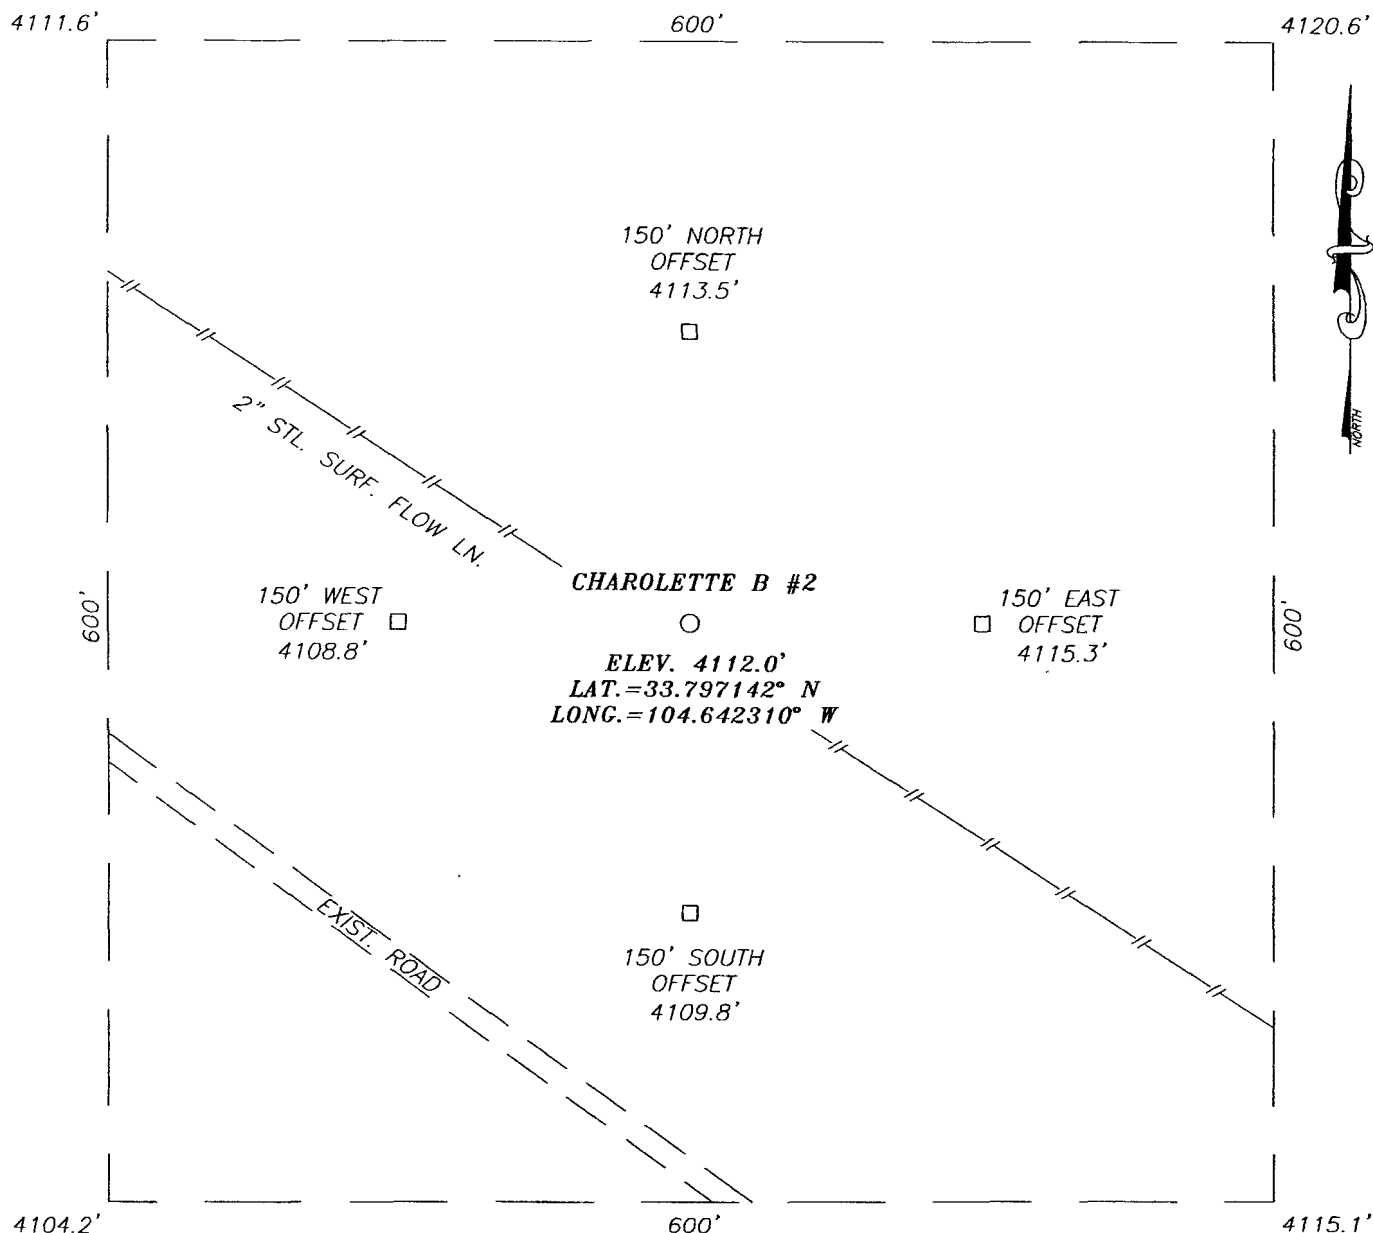 4111.6'
600'
4120.6'
NORTH
150' NORTH
OFFSET
4113.5'
2" STL. SURF. FLOW LN.
CHAROLETTE B #2
150' WEST
OFFSET
4108.8'
600'
150' EAST
OFFSET
4115.3'
600'
ELEV. 4112.0'
LAT.=33.797142° N
LONG.=104.642310° W
EXIST. ROAD
150' SOUTH
OFFSET
4109.8'
4104.2'
600'
4115.1'